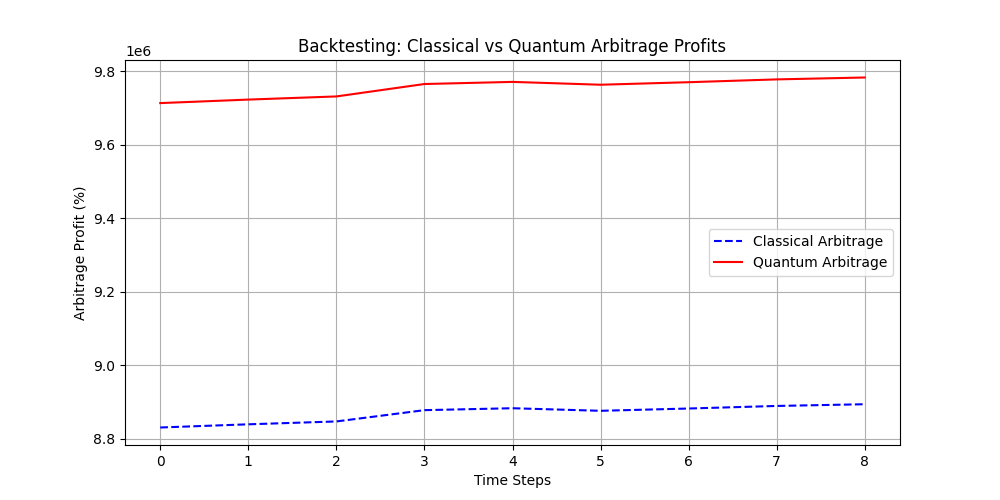 Backtesting: Classical vs Quantum Arbitrage Profits
1e6
9.8
9.6
9.4
9.2
9.0
8.8
Arbitrage Profit (%)
Classical Arbitrage
Quantum Arbitrage
0 1 2 3 4 5 6 7 8
Time Steps